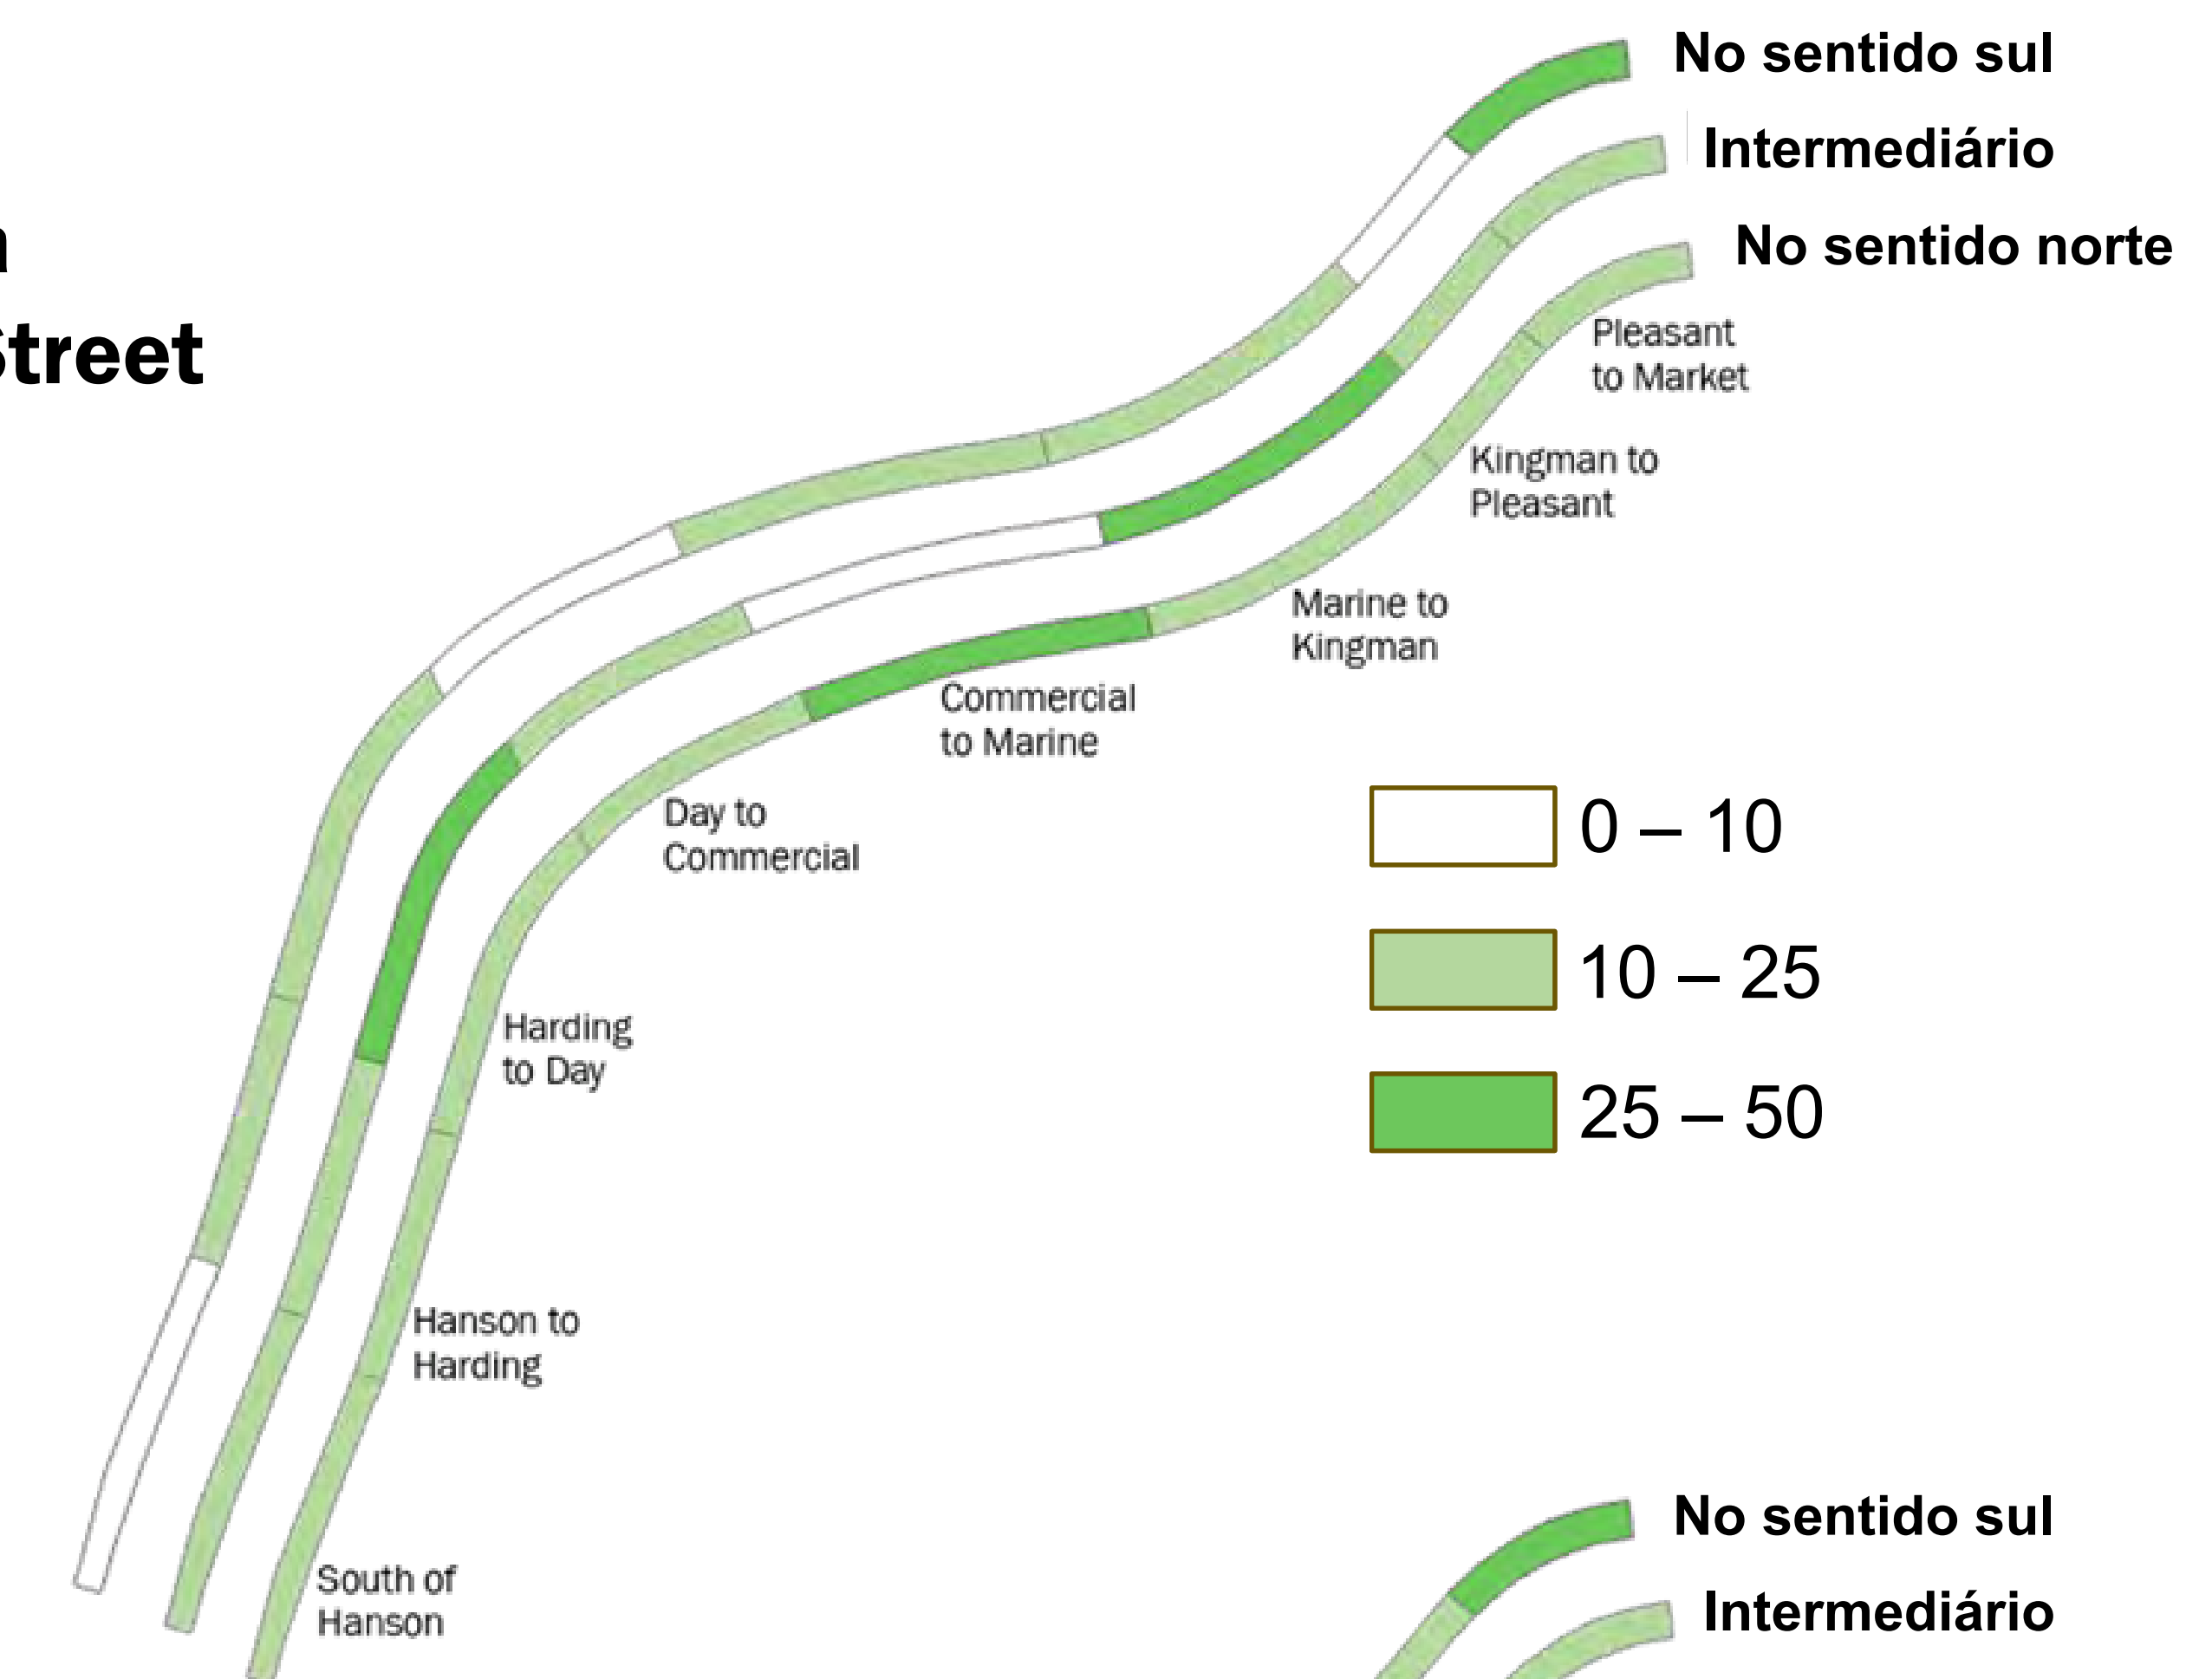 No sentido sul
Intermediário
No sentido norte
Street
Pleasant
to Market
Kingman to
Pleasant
Marine to
Kingman
Commercial
to Marine
Day to
Commercial
0 – 10
10 – 25
25 – 50
Harding
to Day
Hanson to
Harding
South of
Hanson
No sentido sul
Intermediário